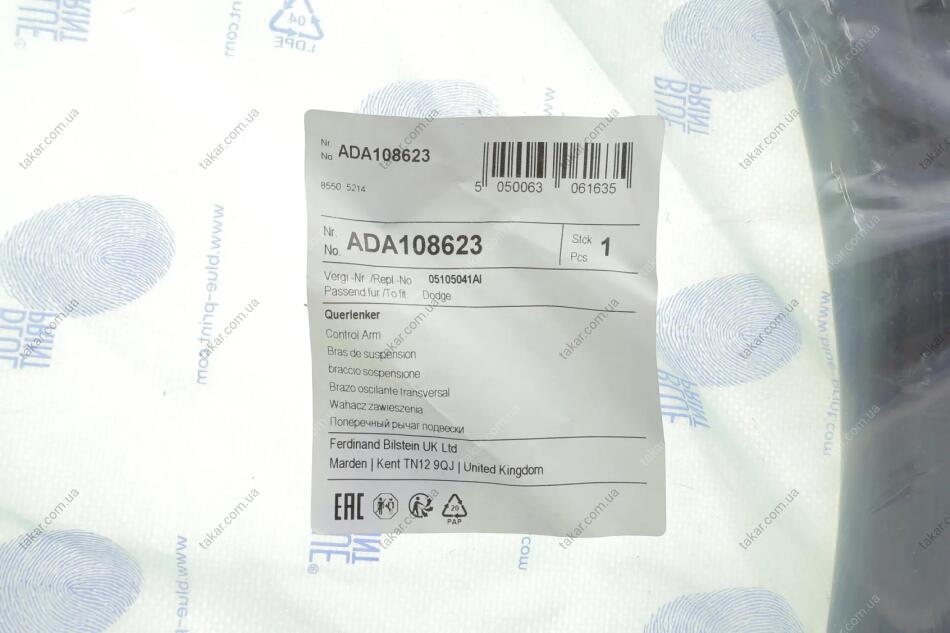 Nr.
No ADA108623
8550 5214
5 050063 061635
Nr.
No. ADA108623
Stck
Pcs. 1
Vergl-Nr./Repl-No 05105041AI
Passend für/To fit Dodge
Querlenker
Control Arm
Bras de suspension
braccio sospensione
Brazo oscilante transversal
Wahacz zawieszenia
Поперечный рычаг подвески
Ferdinand Bilstein UK Ltd
Marden | Kent TN12 9QJ | United Kingdom
EAC
20
PAP
04
LDPE
BLUE PRINT
www.blue-print.com
takar.com.ua